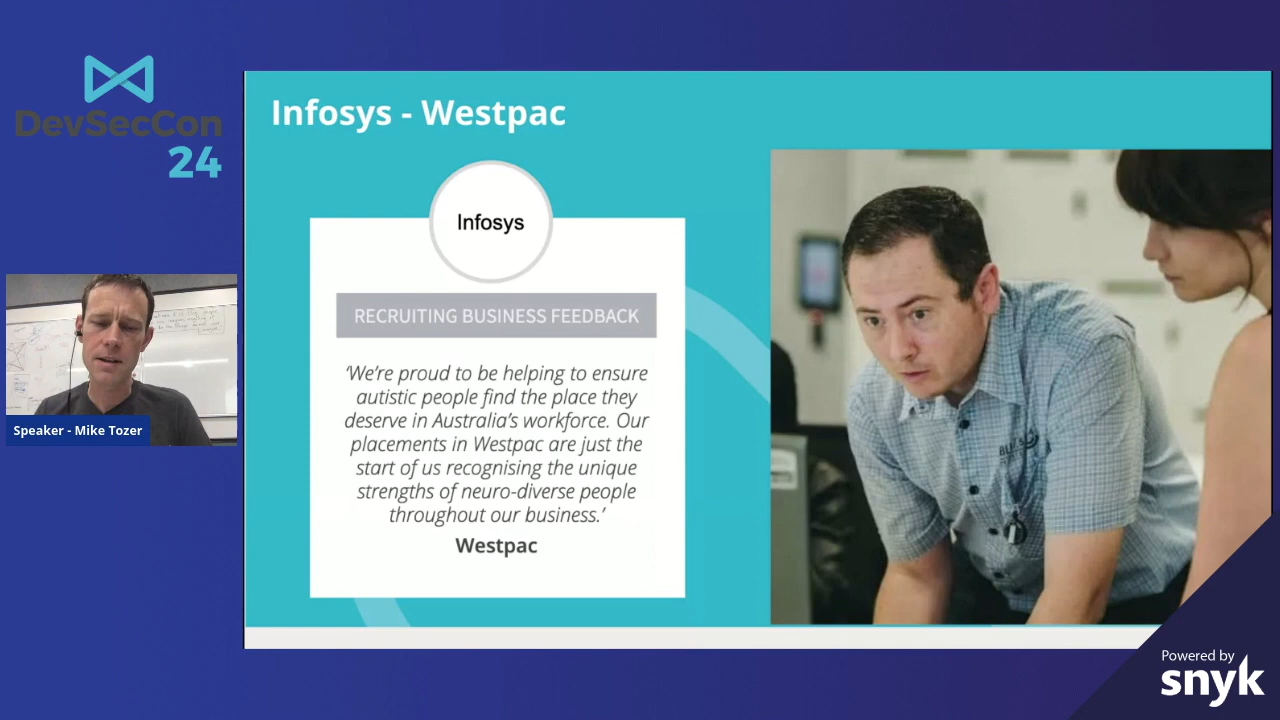 DevSecCon
24
Speaker - Mike Tozer
Infosys - Westpac
Infosys
RECRUITING BUSINESS FEEDBACK
‘We’re proud to be helping to ensure
autistic people find the place they
deserve in Australia’s workforce. Our
placements in Westpac are just the
start of us recognising the unique
strengths of neuro-diverse people
throughout our business.’
Westpac
Powered by
snyk